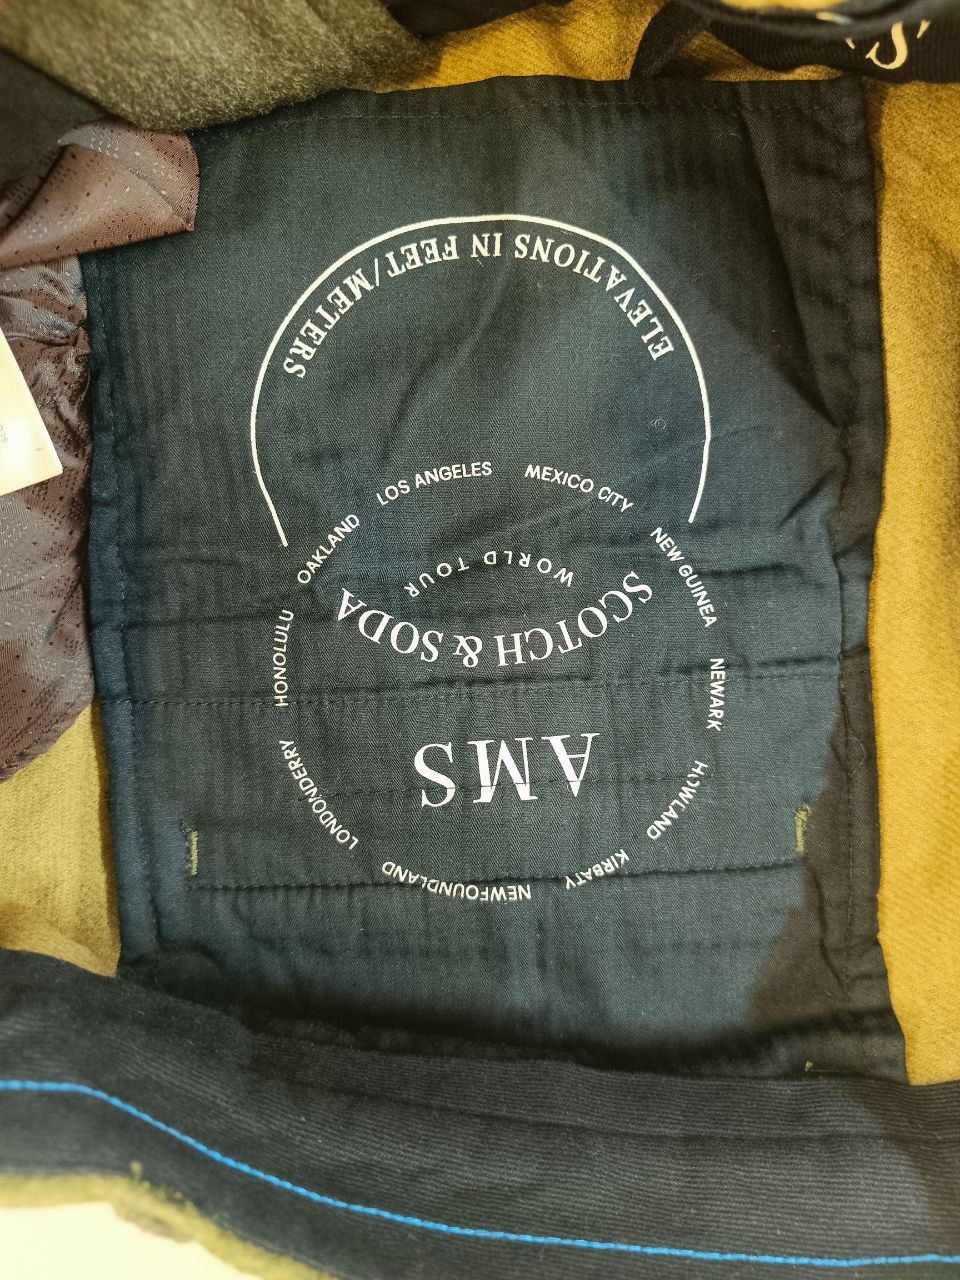 ELEVATIONS IN FEET/METERS
WORLD TOUR
SCOTCH & SODA
AMS
LOS ANGELES
MEXICO CITY
NEW GUINEA
NEWARK
HOWLAND
KIRBATY
NEWFOUNDLAND
LONDONDERRY
HONOLULU
OAKLAND